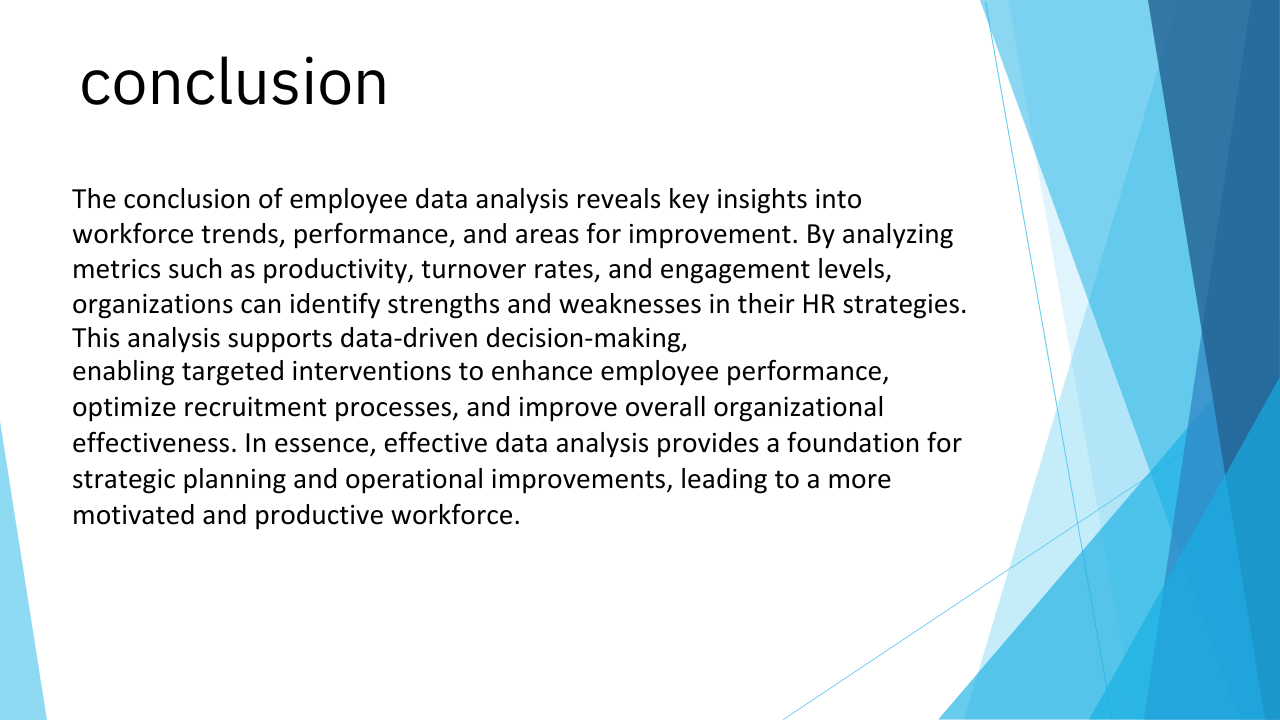 conclusion
The conclusion of employee data analysis reveals key insights into
workforce trends, performance, and areas for improvement. By analyzing
metrics such as productivity, turnover rates, and engagement levels,
organizations can identify strengths and weaknesses in their HR strategies.
This analysis supports data-driven decision-making,
enabling targeted interventions to enhance employee performance,
optimize recruitment processes, and improve overall organizational
effectiveness. In essence, effective data analysis provides a foundation for
strategic planning and operational improvements, leading to a more
motivated and productive workforce.